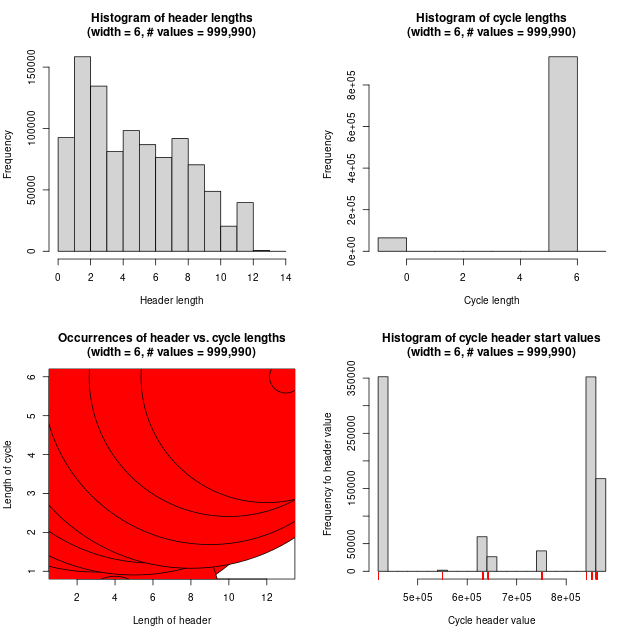 Histogram of header lengths
(width = 6, # values = 999,990)
Frequency
0
50000
100000
150000
0 2 4 6 8 10 12 14
Header length
Histogram of cycle lengths
(width = 6, # values = 999,990)
Frequency
0e+00
2e+05
4e+05
6e+05
8e+05
0 2 4 6
Cycle length
Occurrences of header vs. cycle lengths
(width = 6, # values = 999,990)
Length of cycle
1
2
3
4
5
6
2 4 6 8 10 12
Length of header
Histogram of cycle header start values
(width = 6, # values = 999,990)
Frequency fo header value
0
50000
150000
250000
350000
5e+05 6e+05 7e+05 8e+05
Cycle header value